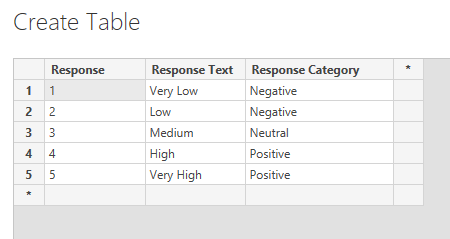 Create Table
Response Response Text Response Category *
1 1 Very Low Negative
2 2 Low Negative
3 3 Medium Neutral
4 4 High Positive
5 5 Very High Positive
*